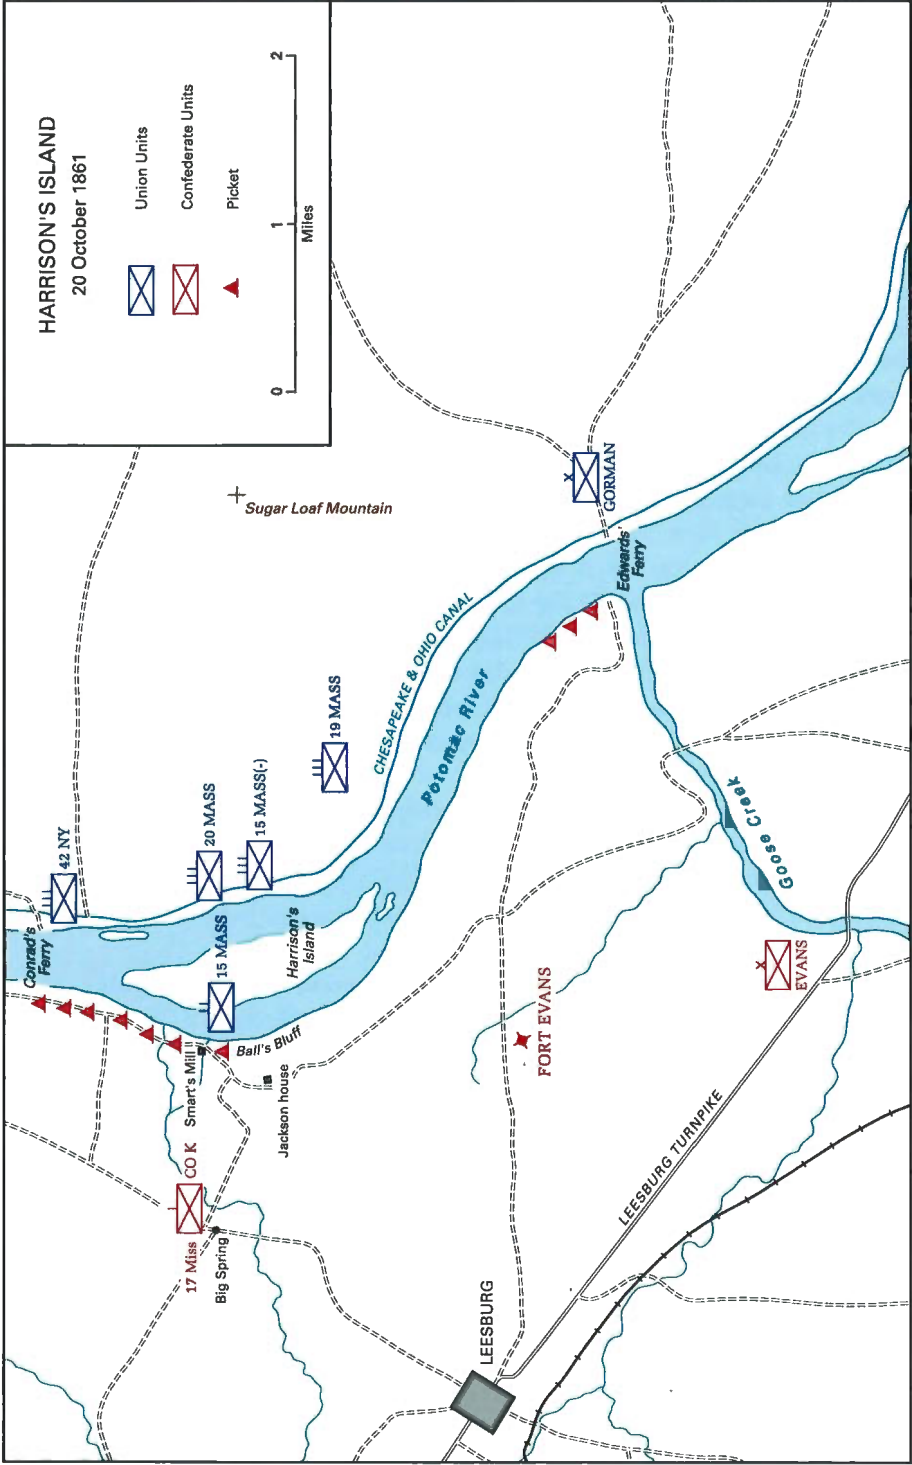 HARRISON'S ISLAND
20 October 1861
Union Units
Confederate Units
Picket
0 1 2
Miles
Conrad's
Ferry
42 NY
20 MASS
15 MASS(-)
19 MASS
15 MASS
Harrison's
Island
Sugar Loaf Mountain
CHESAPEAKE & OHIO CANAL
Potomac River
GORMAN
Edwards'
Ferry
Ball's Bluff
Smart's Mill
Jackson house
17 Miss
CO K
Big Spring
FORT EVANS
EVANS
Goose Creek
LEESBURG TURNPIKE
LEESBURG